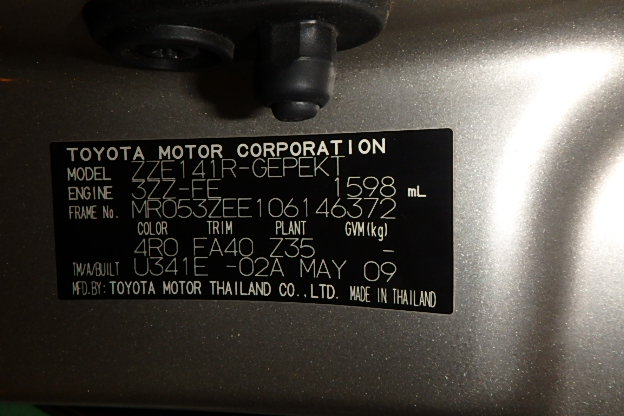 TOYOTA MOTOR CORPORATION
MODEL ZZE141R-GEPEKT
ENGINE 3ZZ-FE 1598 mL
FRAME No. MR053ZEE106146372
COLOR TRIM PLANT GVM(kg)
4R0 FA40 Z35 -
TM/A/BUILT U341E -02A MAY 09
MFD.BY: TOYOTA MOTOR THAILAND CO.,LTD. MADE IN THAILAND